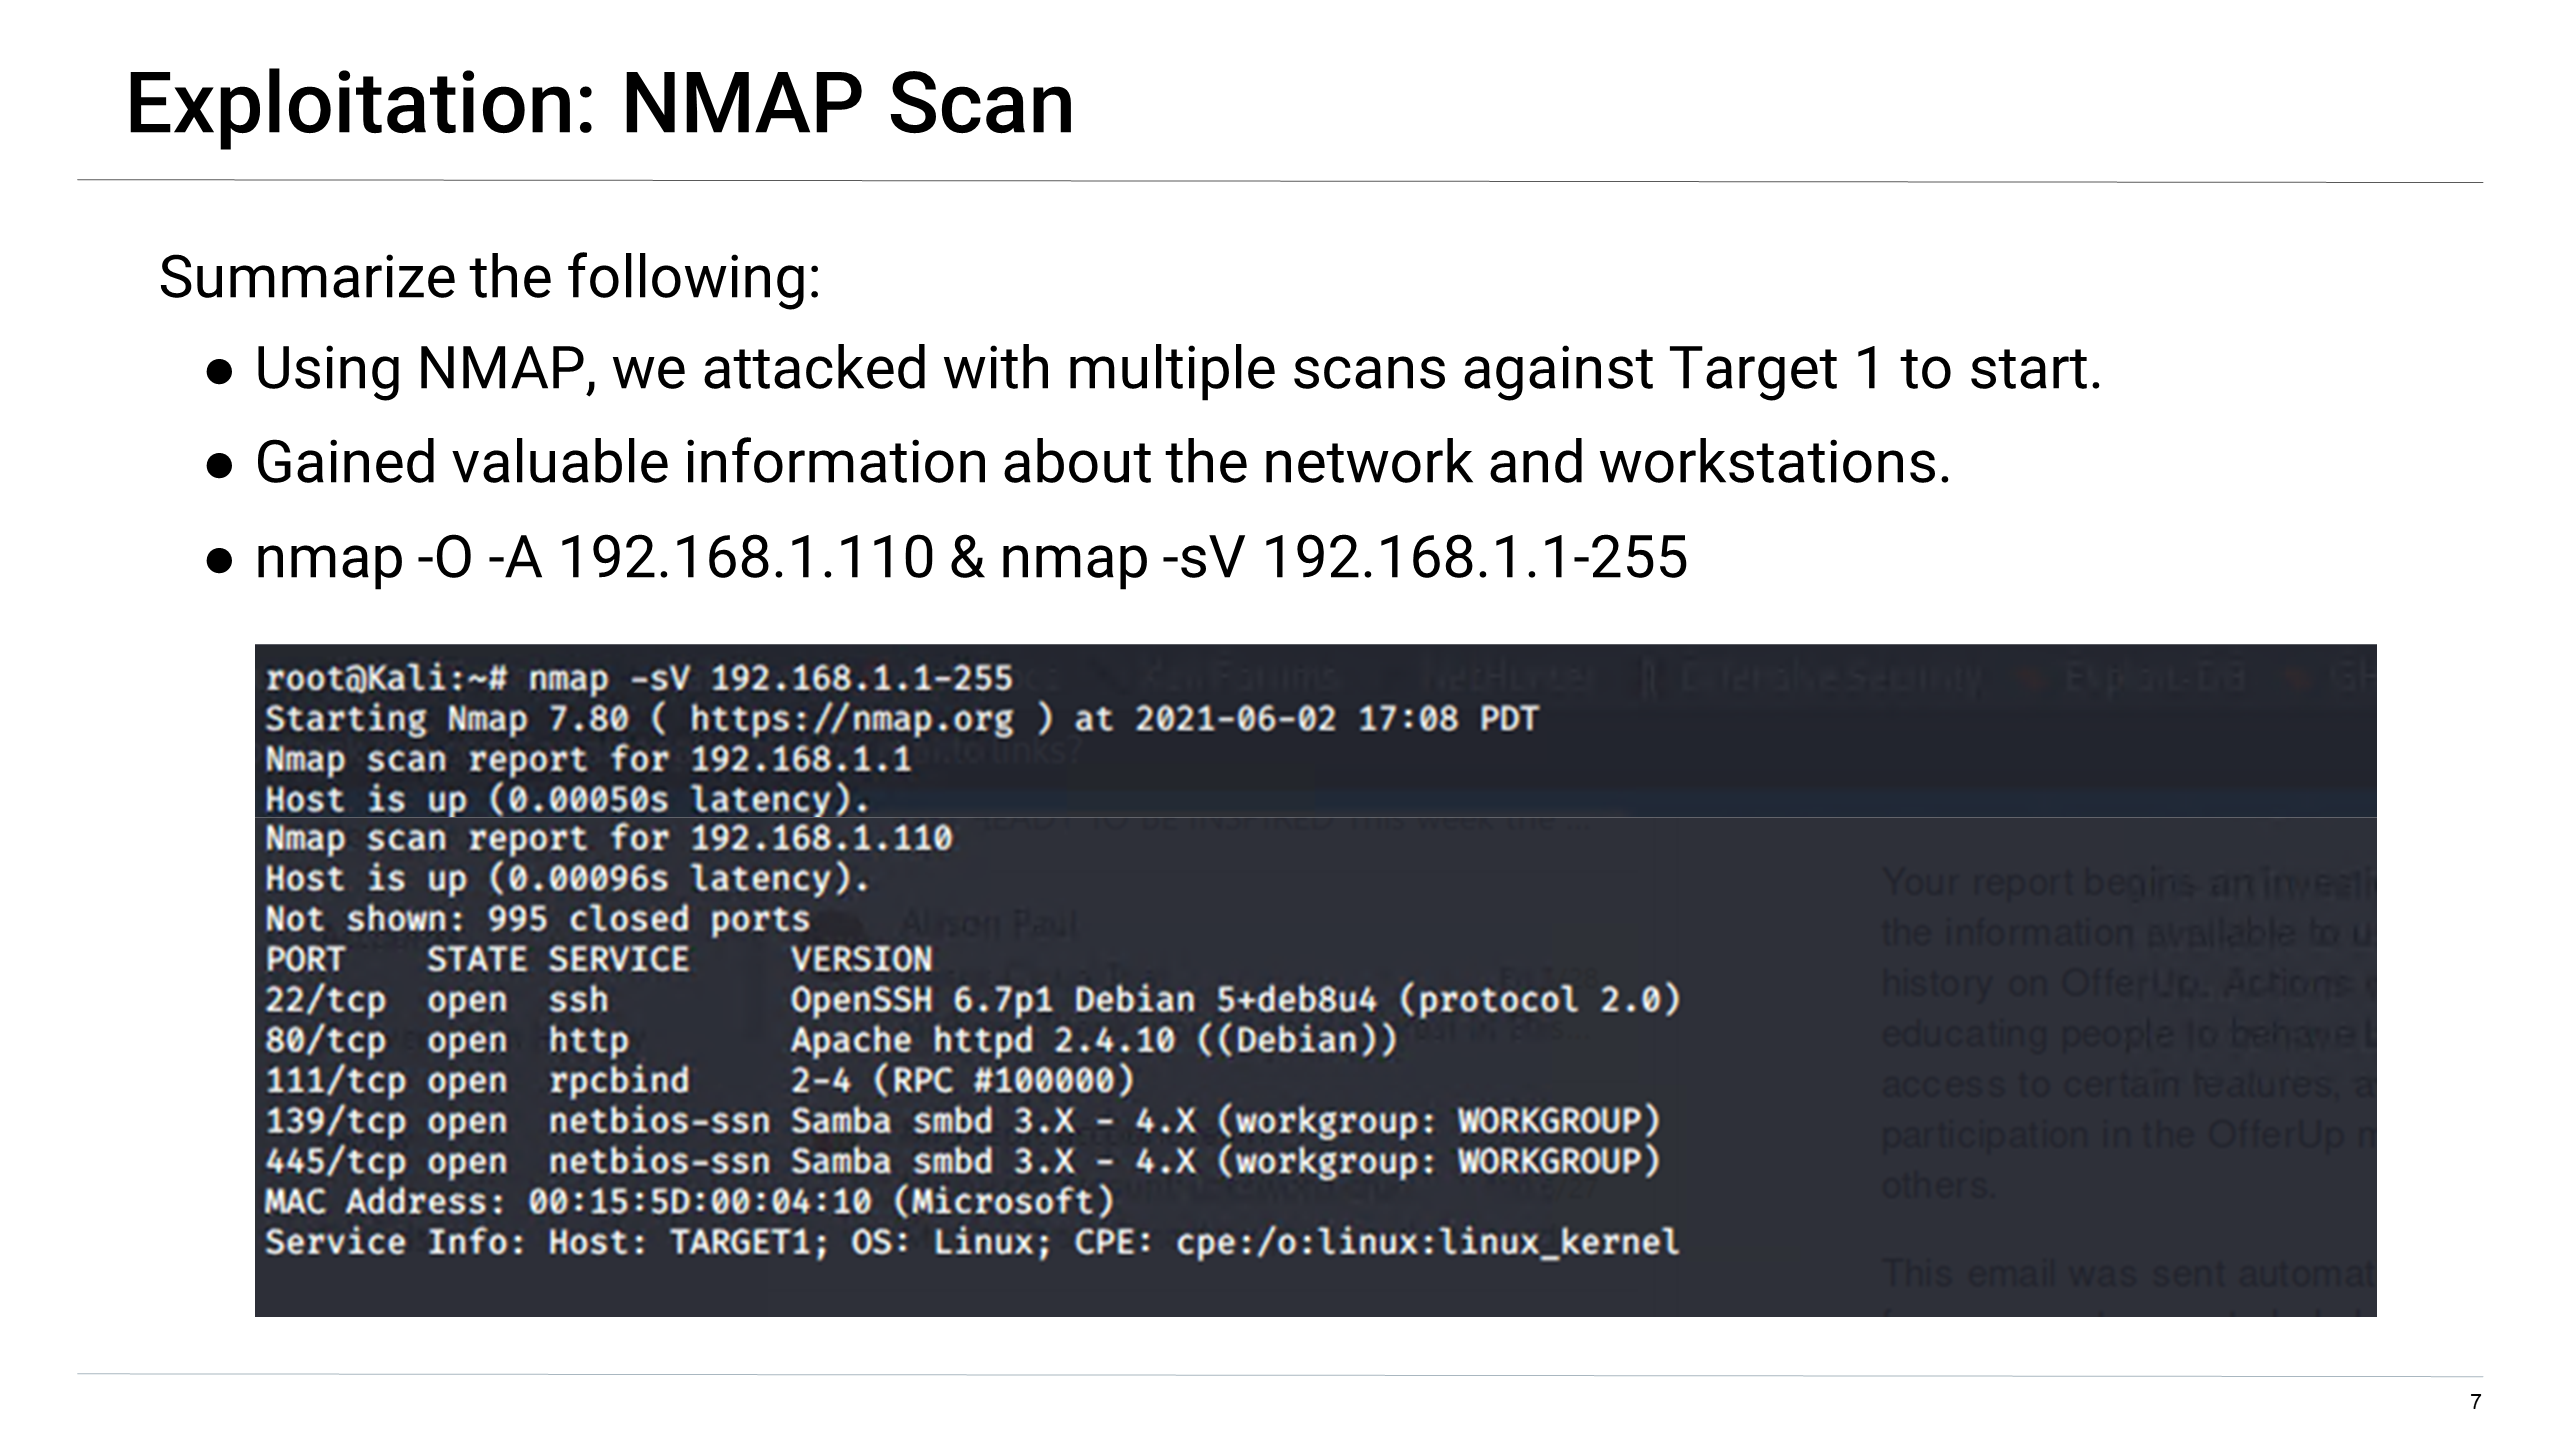 Exploitation: NMAP Scan
Summarize the following:
● Using NMAP, we attacked with multiple scans against Target 1 to start.
● Gained valuable information about the network and workstations.
● nmap -O -A 192.168.1.110 & nmap -sV 192.168.1.1-255
root@Kali:~# nmap -sV 192.168.1.1-255
Starting Nmap 7.80 ( https://nmap.org ) at 2021-06-02 17:08 PDT
Nmap scan report for 192.168.1.1
Host is up (0.00050s latency).
Nmap scan report for 192.168.1.110
Host is up (0.00096s latency).
Not shown: 995 closed ports
PORT    STATE SERVICE     VERSION
22/tcp  open  ssh         OpenSSH 6.7p1 Debian 5+deb8u4 (protocol 2.0)
80/tcp  open  http        Apache httpd 2.4.10 ((Debian))
111/tcp open  rpcbind     2-4 (RPC #100000)
139/tcp open  netbios-ssn Samba smbd 3.X - 4.X (workgroup: WORKGROUP)
445/tcp open  netbios-ssn Samba smbd 3.X - 4.X (workgroup: WORKGROUP)
MAC Address: 00:15:5D:00:04:10 (Microsoft)
Service Info: Host: TARGET1; OS: Linux; CPE: cpe:/o:linux:linux_kernel
Alison Paul
Your report begins an
the information available to
history on OfferUp. Actions
educating people to behave
access to certain features,
participation in the OfferUp
others.
This email was sent
7